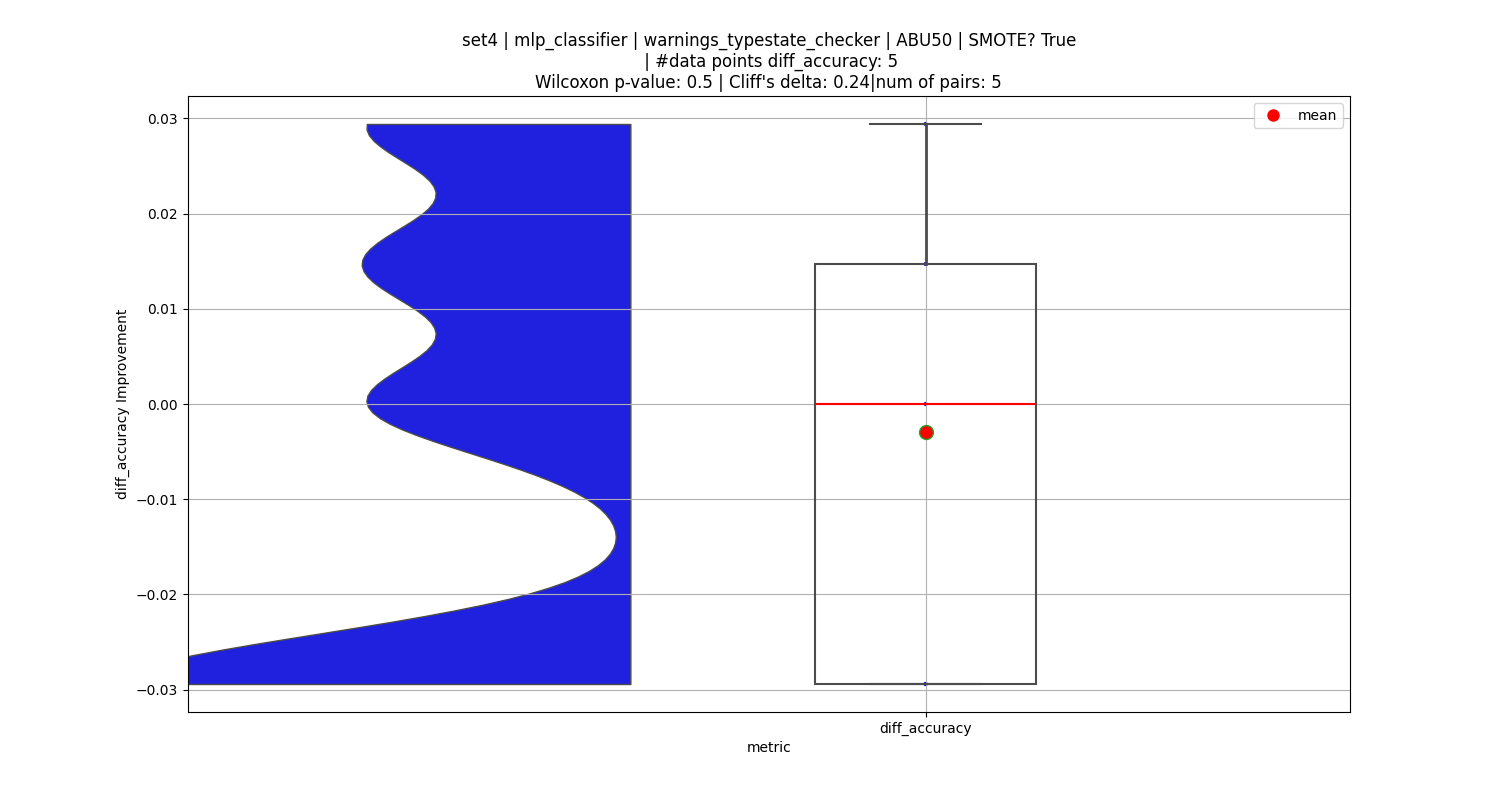 set4 | mlp_classifier | warnings_typestate_checker | ABU50 | SMOTE? True
| #data points diff_accuracy: 5
Wilcoxon p-value: 0.5 | Cliff's delta: 0.24|num of pairs: 5
mean
0.03
0.02
0.01
0.00
−0.01
−0.02
−0.03
diff_accuracy Improvement
diff_accuracy
metric